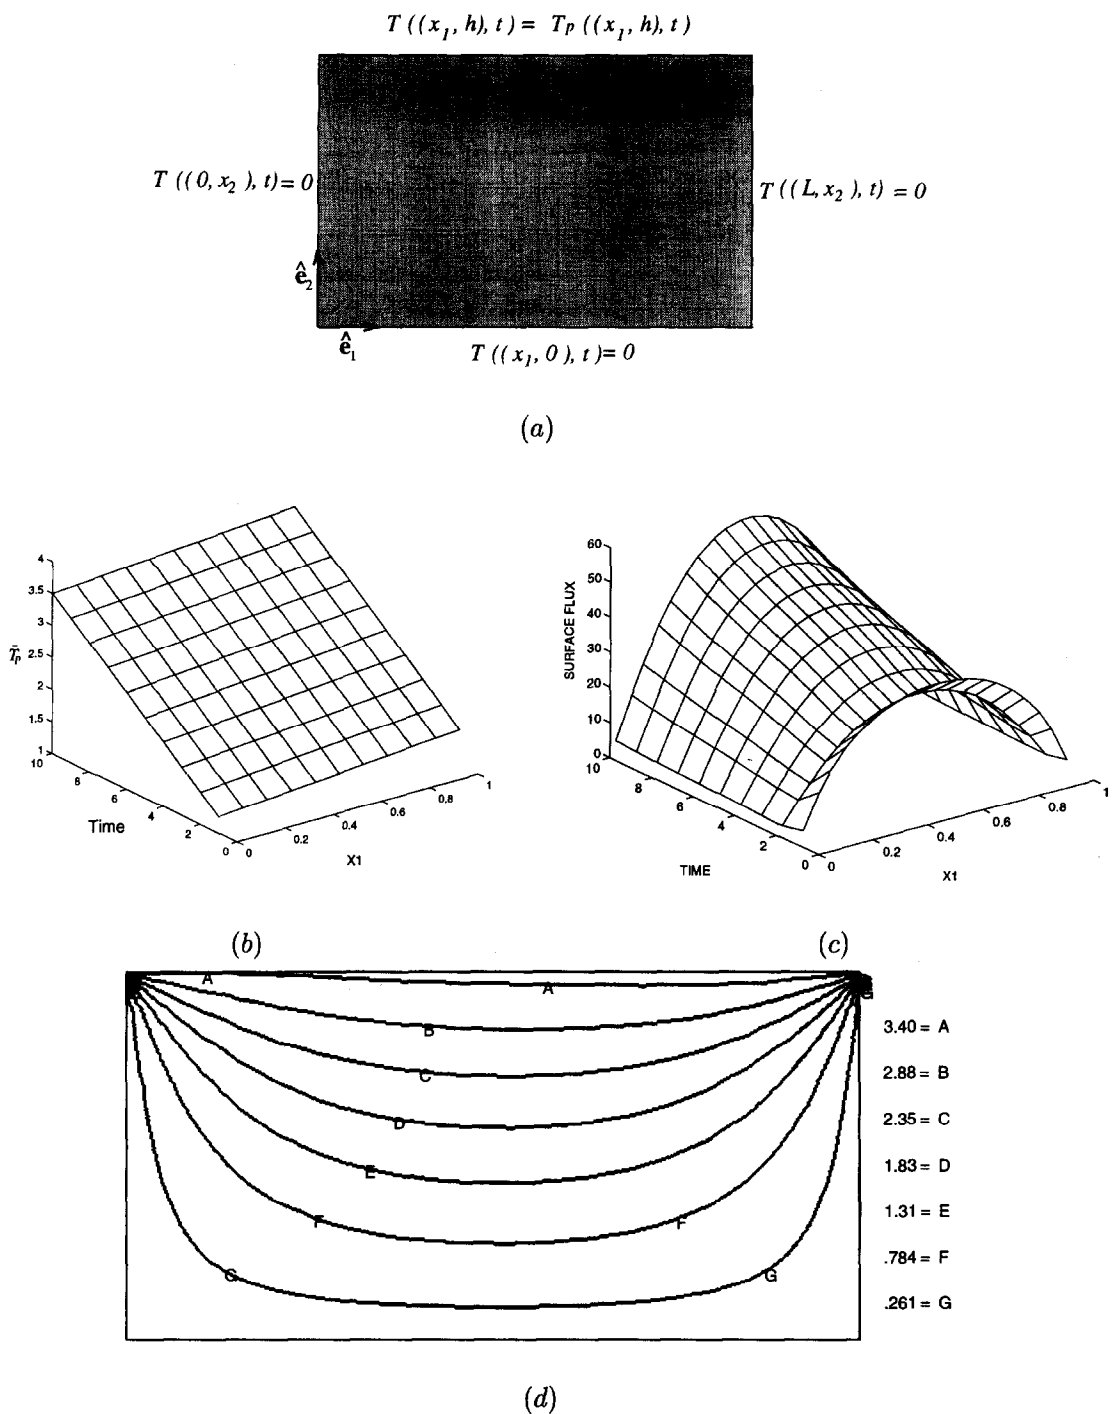 T ((x₁, h), t) = Tp ((x₁, h), t)
T ((0, x₂), t) = 0
T ((L, x₂), t) = 0
ê₂
ê₁
T ((x₁, 0), t) = 0
(a)
4
3.5
3
2.5
2
1.5
1
T̄p
10
8
6
4
2
0
Time
0
0.2
0.4
0.6
0.8
1
X1
60
50
40
30
20
10
0
SURFACE FLUX
10
8
6
4
2
0
TIME
0
0.2
0.4
0.6
0.8
1
X1
(b)
(c)
A
A
B
C
D
E
F
F
G
G
G
3.40 = A
2.88 = B
2.35 = C
1.83 = D
1.31 = E
.784 = F
.261 = G
(d)